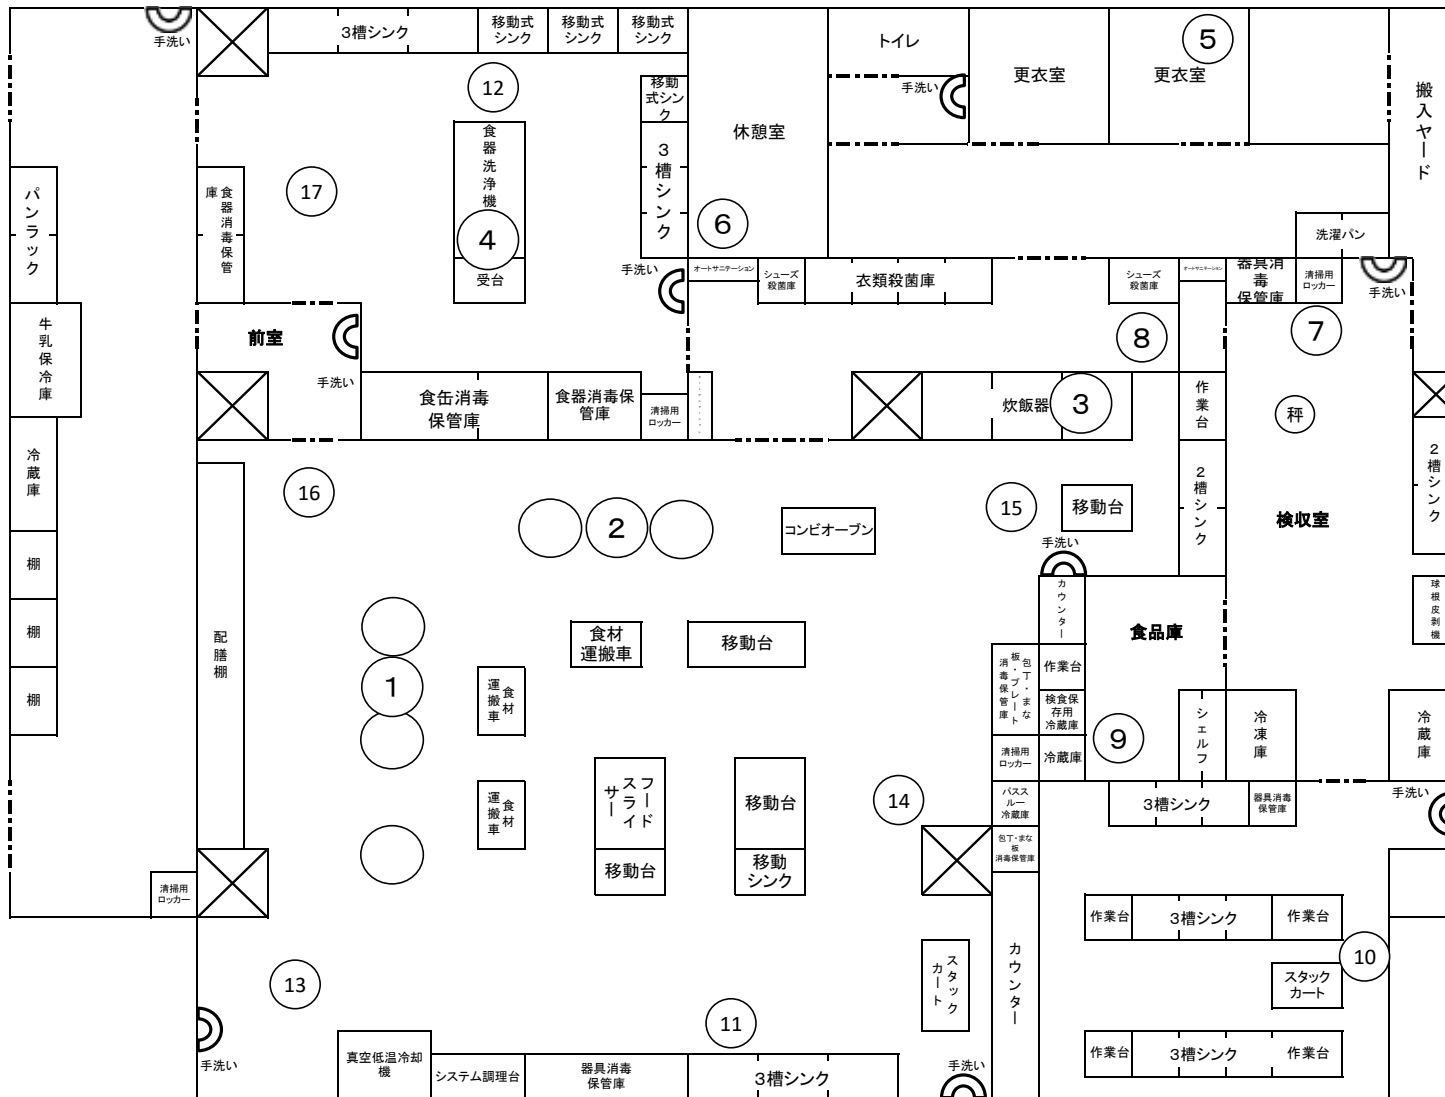 手洗い
3槽シンク
移動式
シンク
移動式
シンク
移動式
シンク
トイレ
更衣室
更衣室
5
搬入ヤード
12
移動
式シン
ク
手洗い
休憩室
食器洗浄機
3槽シンク
17
パンラック
食器消毒保管
庫
4
6
洗濯パン
受台
手洗い
オートサニテーション
シューズ
殺菌庫
衣類殺菌庫
シューズ
殺菌庫
オートサニテーション
器具消
毒
保管庫
清掃用
ロッカー
手洗い
牛乳保冷庫
前室
手洗い
8
7
食缶消毒
保管庫
食器消毒保
管庫
清掃用
ロッカー
炊飯器
3
作業台
秤
冷蔵庫
2槽シンク
2槽シンク
16
2
コンビオーブン
15
移動台
検収室
手洗い
棚
カウンター
球根皮剥機
棚
配膳棚
食材
運搬車
移動台
食品庫
1
食材
運搬車
包丁・まな
板・プレート
消毒保管庫
作業台
検食保
存用
冷蔵庫
棚
シェルフ
冷凍庫
冷蔵庫
9
清掃用
ロッカー
冷蔵庫
食材
運搬車
フード
スライ
サー
移動台
14
パスス
ルー
冷蔵庫
3槽シンク
器具消毒
保管庫
手洗い
包丁・まな
板
消毒保管庫
移動台
移動
シンク
清掃用
ロッカー
作業台
3槽シンク
作業台
カウンター
スタック
カート
10
スタック
カート
13
11
手洗い
真空低温冷却
機
システム調理台
器具消毒
保管庫
3槽シンク
手洗い
作業台
3槽シンク
作業台